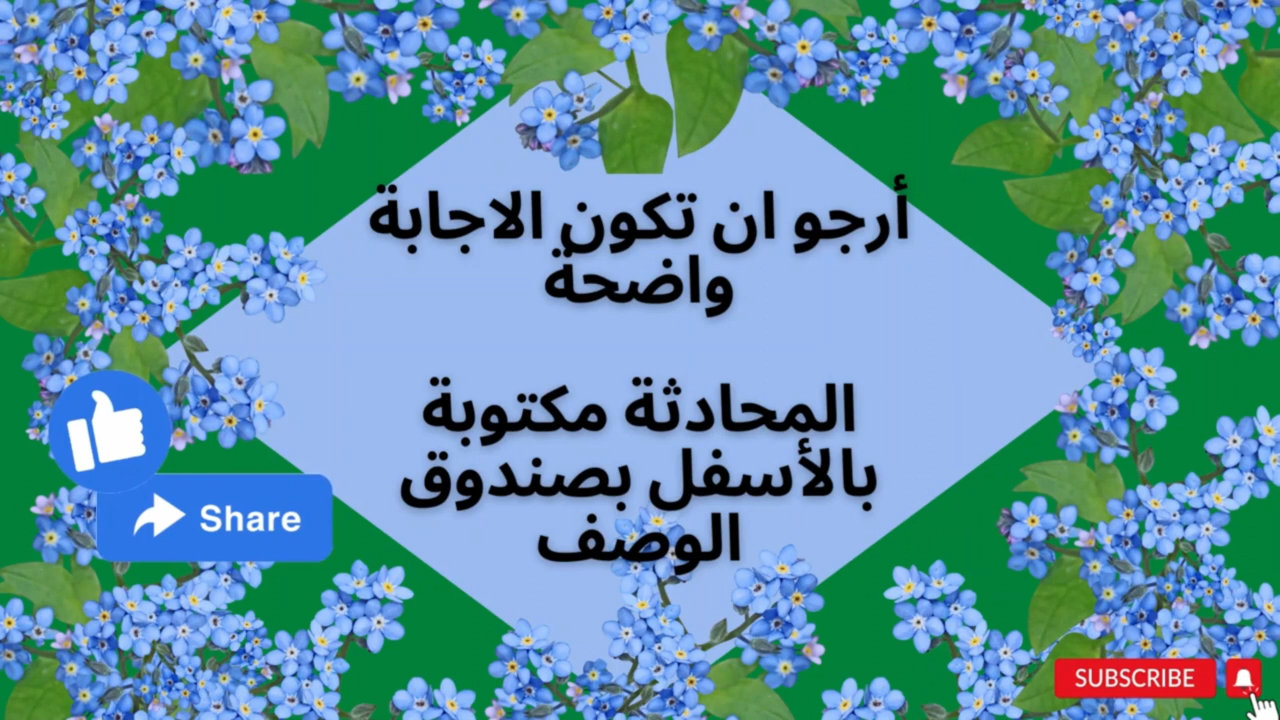 أرجو ان تكون الاجابة
واضحة
المحادثة مكتوبة
بالأسفل بصندوق
الوصف
Share
SUBSCRIBE